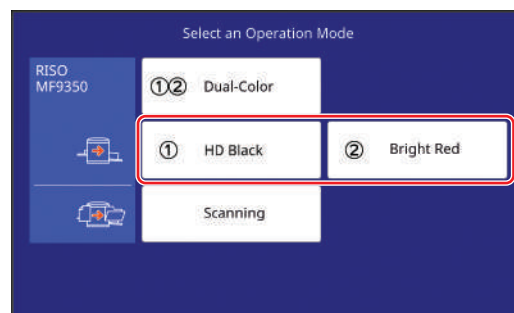 Select an Operation Mode
RISO
MF9350
①② Dual-Color
① HD Black
② Bright Red
Scanning